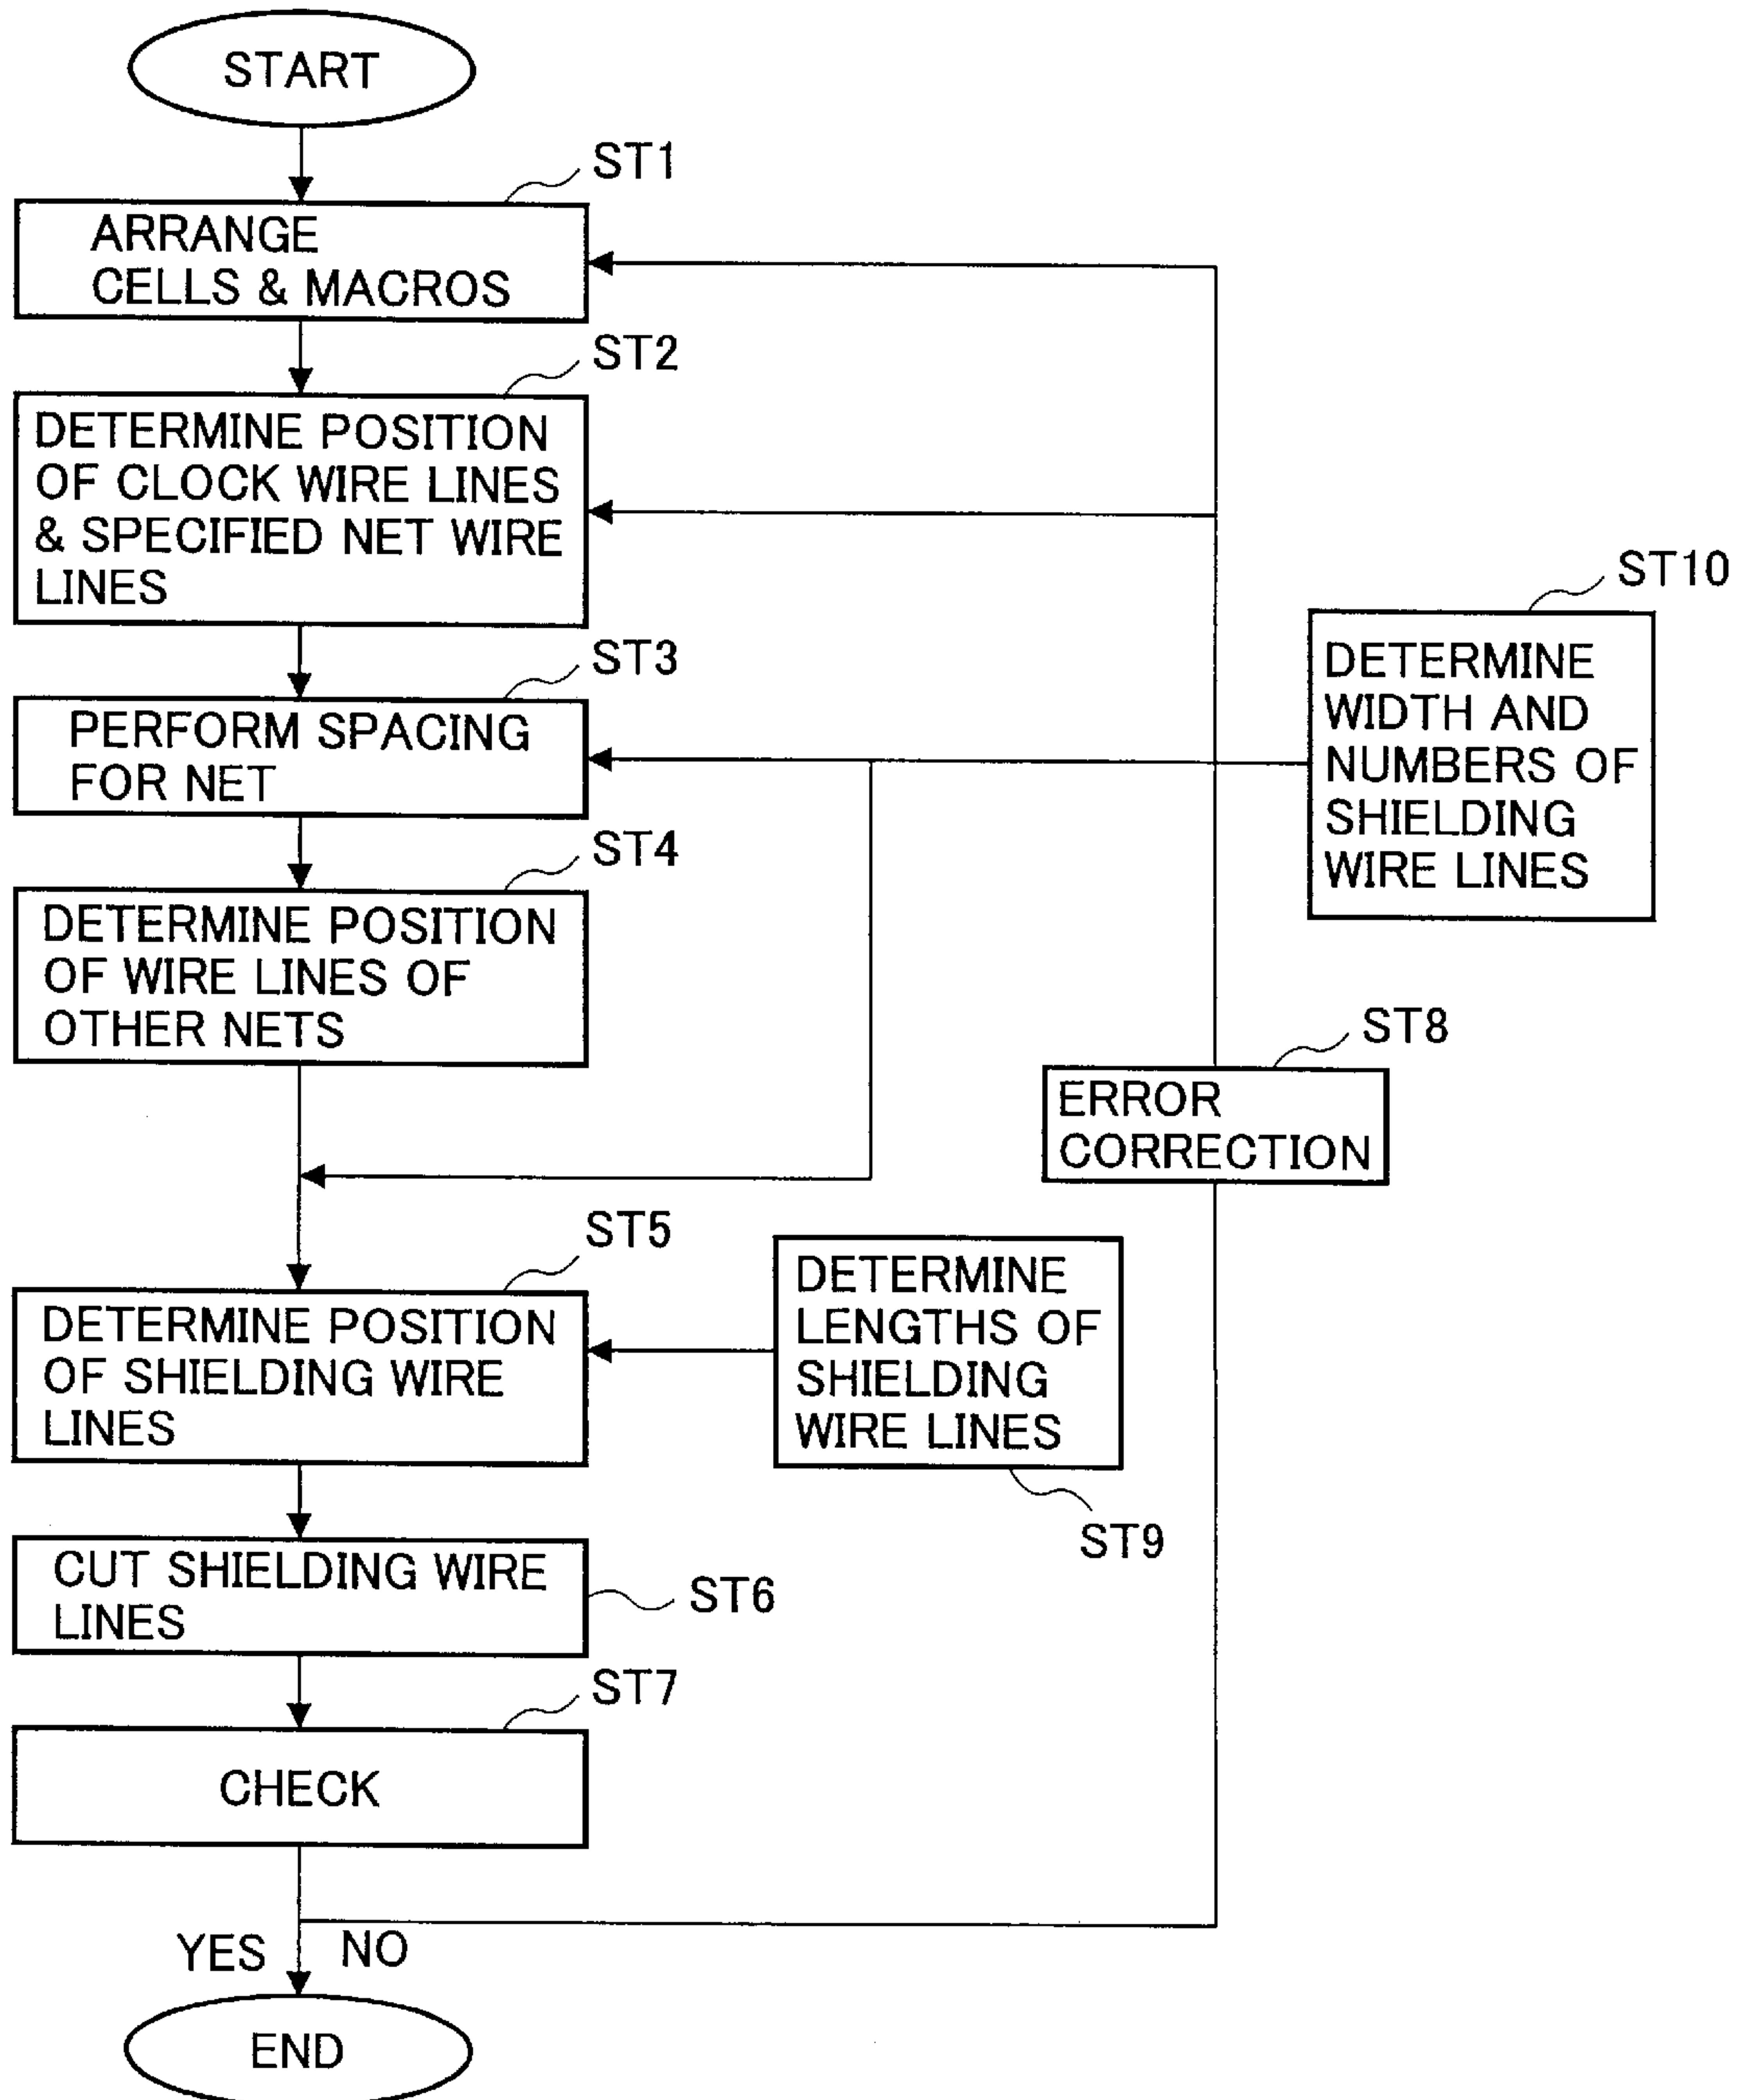 START
ST1
ARRANGE
CELLS & MACROS
ST2
DETERMINE POSITION
OF CLOCK WIRE LINES
& SPECIFIED NET WIRE
LINES
ST10
DETERMINE
WIDTH AND
NUMBERS OF
SHIELDING
WIRE LINES
ST3
PERFORM SPACING
FOR NET
ST4
DETERMINE POSITION
OF WIRE LINES OF
OTHER NETS
ST8
ERROR
CORRECTION
ST5
DETERMINE POSITION
OF SHIELDING WIRE
LINES
DETERMINE
LENGTHS OF
SHIELDING
WIRE LINES
ST9
CUT SHIELDING WIRE
LINES
ST6
ST7
CHECK
YES
NO
END